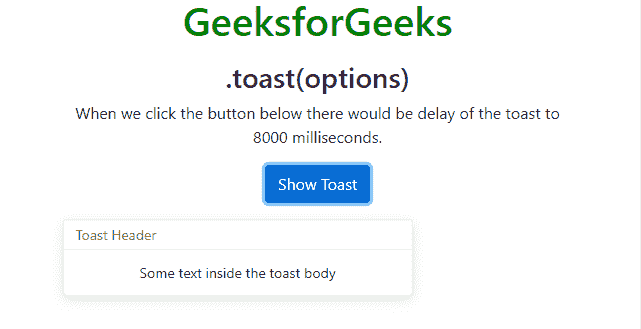 GeeksforGeeks
.toast(options)
When we click the button below there would be delay of the toast to
8000 milliseconds.
Show Toast
Toast Header
Some text inside the toast body